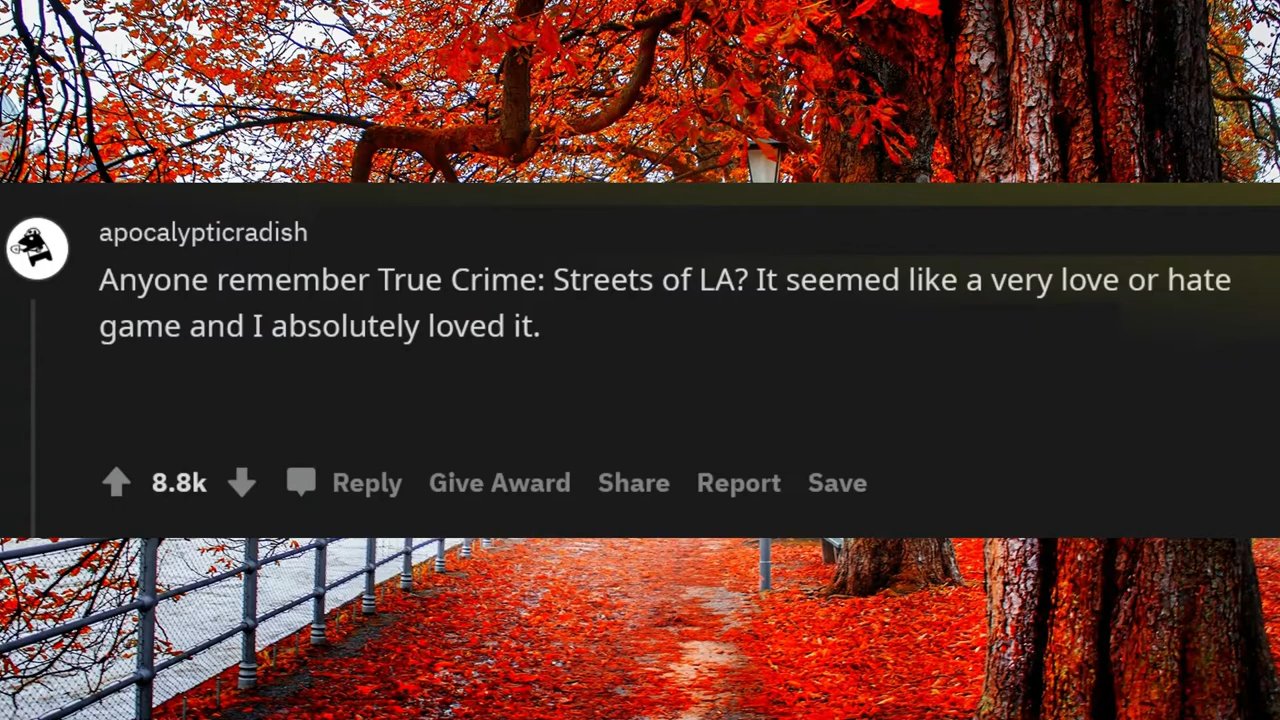 apocalypticradish
Anyone remember True Crime: Streets of LA? It seemed like a very love or hate
game and I absolutely loved it.
8.8k Reply Give Award Share Report Save